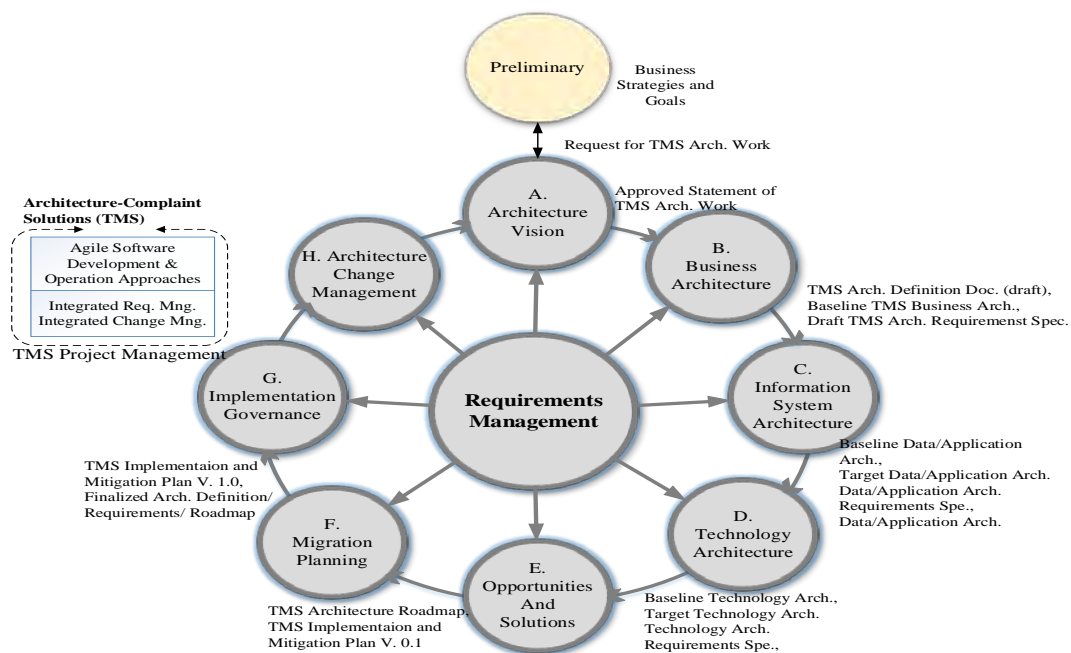 Preliminary
Business
Strategies and
Goals
Request for TMS Arch. Work
A.
Architecture
Vision
Approved Statement of
TMS Arch. Work
B.
Business
Architecture
TMS Arch. Definition Doc. (draft),
Baseline TMS Business Arch.,
Draft TMS Arch. Requiremenst Spec.
C.
Information
System
Architecture
Baseline Data/Application
Arch.,
Target Data/Application Arch.
Data/Application Arch.
Requirements Spe.,
Data/Application Arch.
D.
Technology
Architecture
Baseline Technology Arch.,
Target Technology Arch.
Technology Arch.
Requirements Spe.,
E.
Opportunities
And
Solutions
TMS Architecture Roadmap,
TMS Implementaion and
Mitigation Plan V. 0.1
F.
Migration
Planning
TMS Implementaion and
Mitigation Plan V. 1.0,
Finalized Arch. Definition/
Requirements/ Roadmap
G.
Implementation
Governance
H. Architecture
Change
Management
Requirements
Management
Architecture-Complaint
Solutions (TMS)
Agile Software
Development &
Operation Approaches
Integrated Req. Mng.
Integrated Change Mng.
TMS Project Management